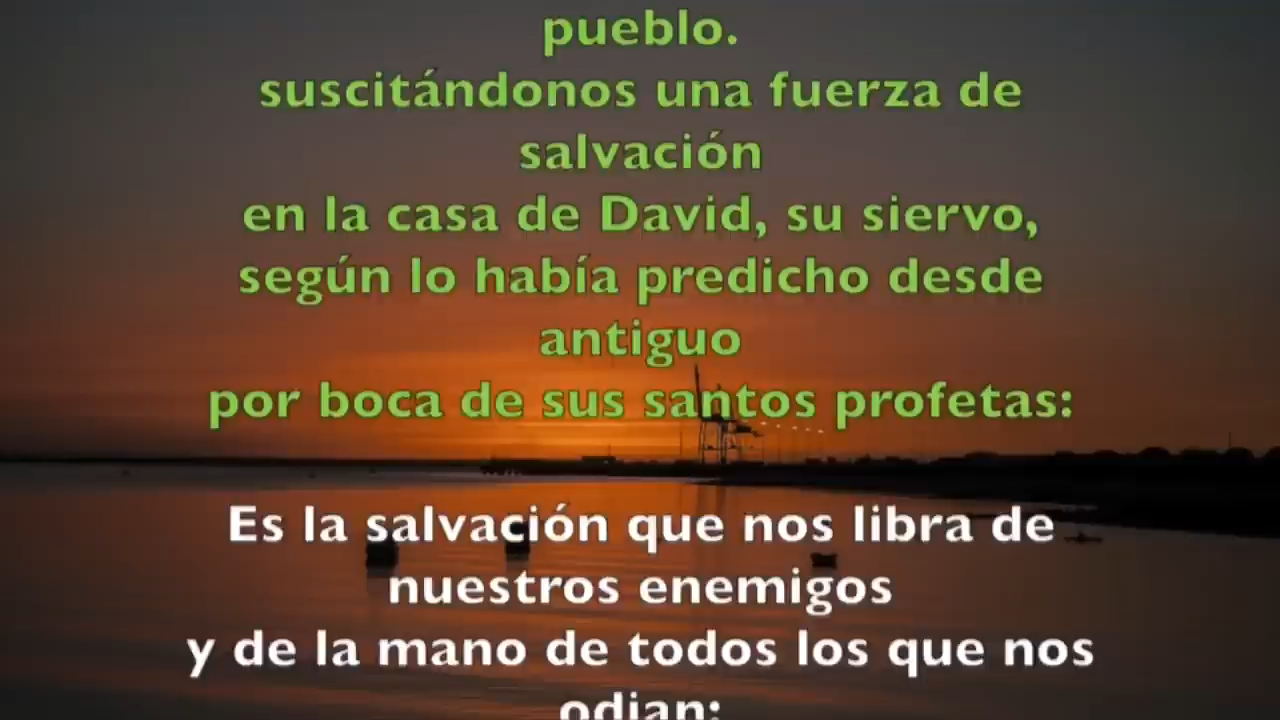 pueblo.
suscitándonos una fuerza de
salvación
en la casa de David, su siervo,
según lo había predicho desde
antiguo
por boca de sus santos profetas:
Es la salvación que nos libra de
nuestros enemigos
y de la mano de todos los que nos
odian: